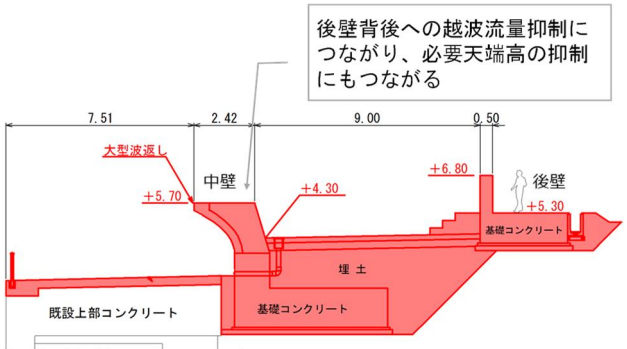 後壁背後への越波流量抑制に
つながり、必要天端高の抑制
にもつながる
7.51
2.42
9.00
0.50
大型波返し
中壁
+5.70
+4.30
+6.80
後壁
+5.30
基礎コンクリート
埋 土
基礎コンクリート
既設上部コンクリート